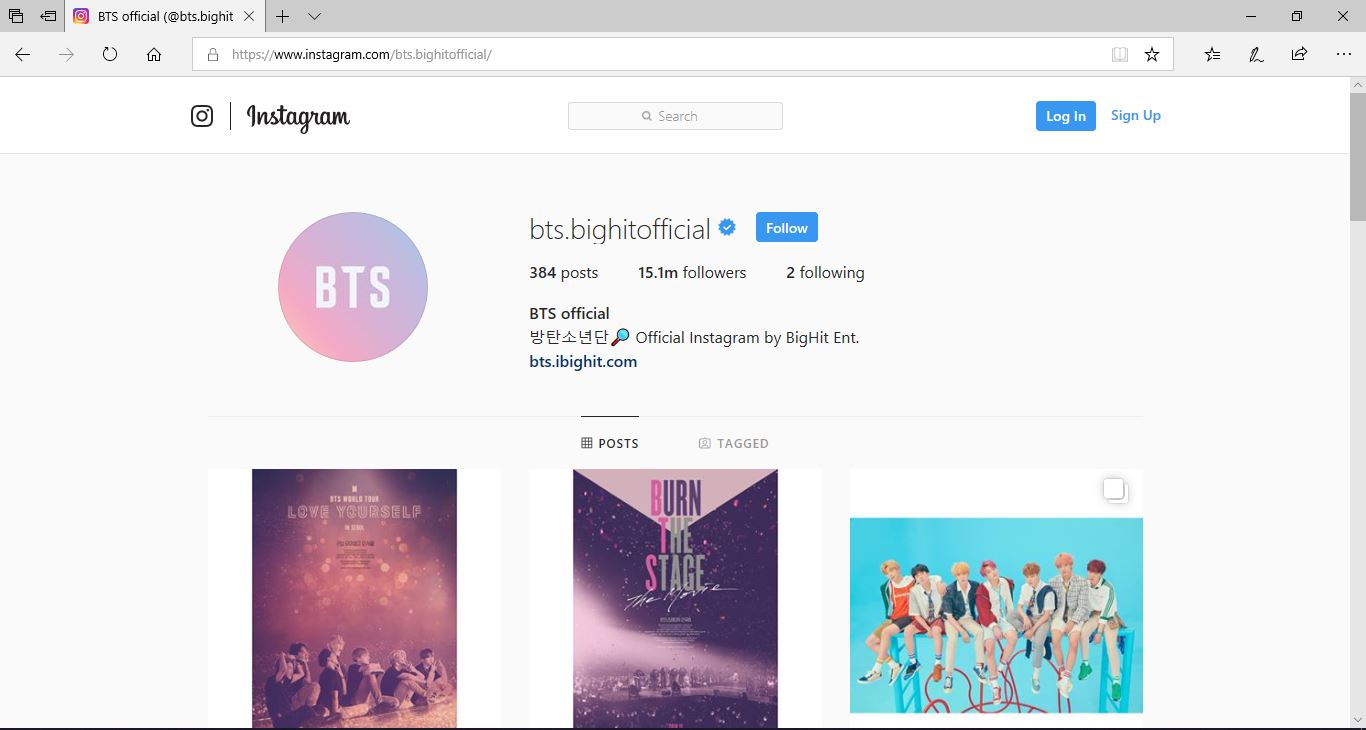 BTS official (@bts.bighit
https://www.instagram.com/bts.bighitofficial/
Instagram
Search
Log In
Sign Up
BTS
bts.bighitofficial
Follow
384 posts 15.1m followers 2 following
BTS official
방탄소년단🔎 Official Instagram by BigHit Ent.
bts.ibighit.com
POSTS
TAGGED
BTS WORLD TOUR
LOVE YOURSELF
IN SEOUL
BURN
THE
STAGE
the Movie